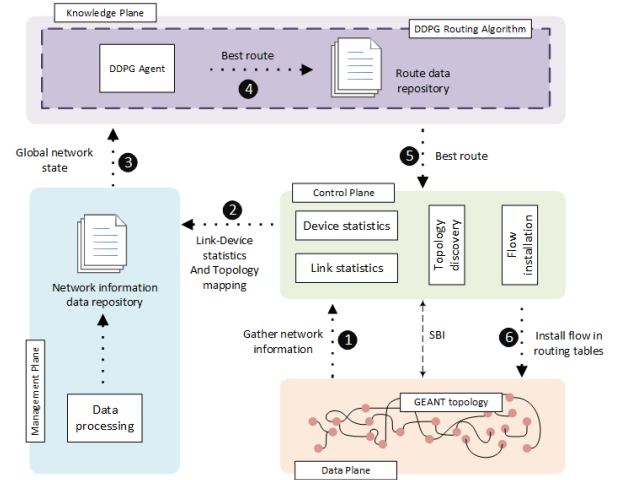 Knowledge Plane
DDPG Routing Algorithm
DDPG Agent
Best route
4
Route data
repository
Global network
state
3
5
Best route
Control Plane
2
Link-Device
statistics
And Topology
mapping
Device statistics
Link statistics
Topology
discovery
Flow
installation
Network information
data repository
Management Plane
Data
processing
Gather network
information
1
SBI
6
Install flow in
routing tables
GEANT topology
Data Plane